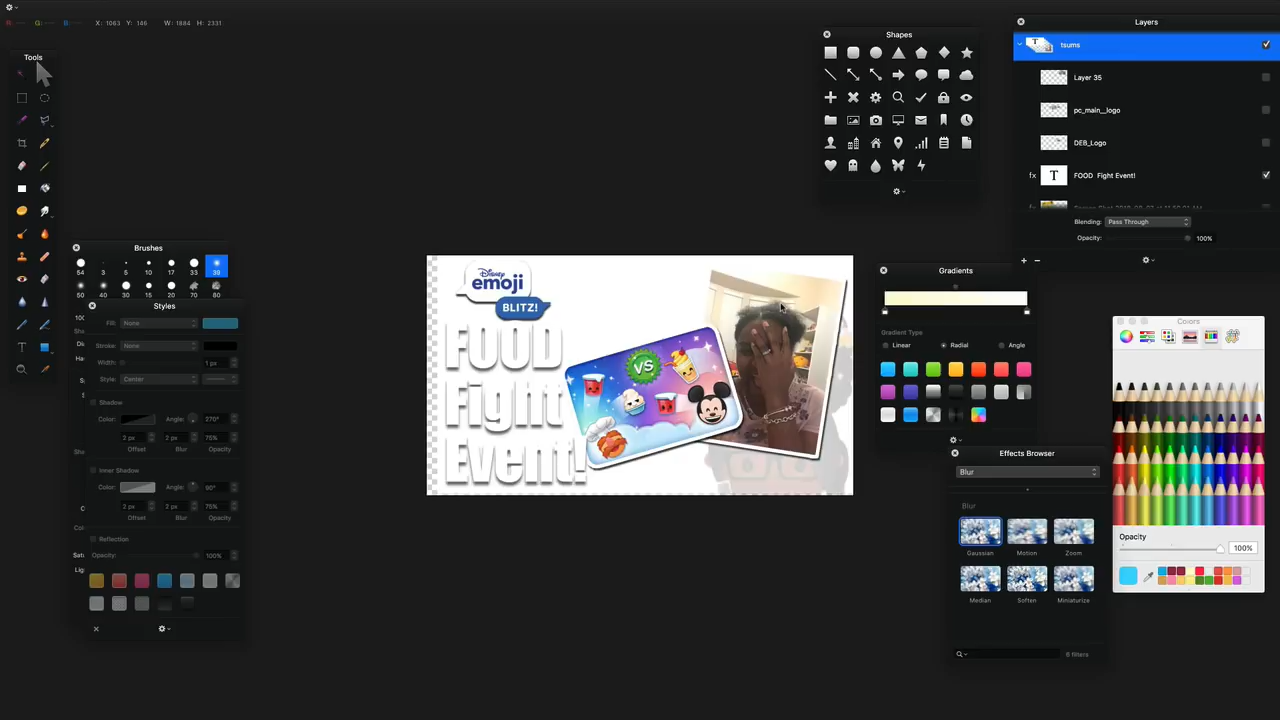 R: G: B: X: 1063 Y: 146 W: 1884 H: 2331
Tools
Brushes
54 3 5 10 17 33 39
50 40 30 15 20 70 80
Styles
Fill: None
Stroke: None
Width: 1 px
Style: Center
Shadow
Color: Angle: 270°
2 px 2 px 75%
Offset Blur Opacity
Inner Shadow
Color: Angle: 90°
2 px 2 px 75%
Offset Blur Opacity
Reflection
Opacity: 100%
Disney
emoji
BLITZ!
FOOD
Fight
Event!
VS
Shapes
Layers
tsums
Layer 35
pc_main__logo
DEB_Logo
fx T FOOD Fight Event!
Blending: Pass Through
Opacity: 100%
Gradients
Gradient Type
Linear Radial Angle
Effects Browser
Blur
Blur
Gaussian Motion Zoom
Median Soften Miniaturize
6 filters
Colors
Opacity
100%